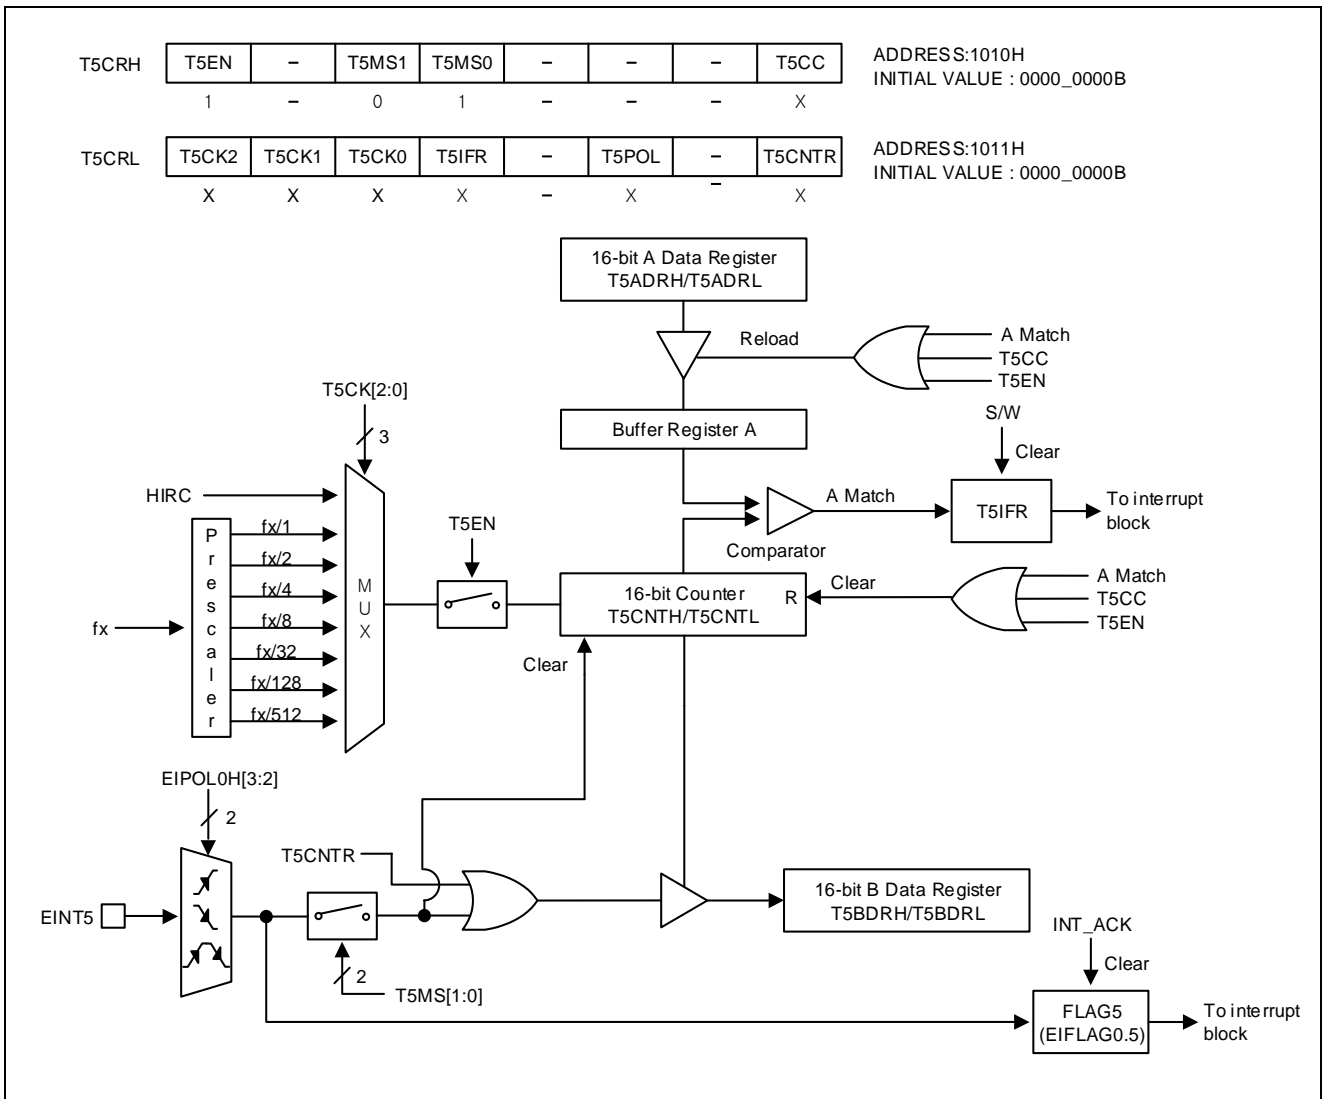 T5CRH T5EN – T5MS1 T5MS0 – – – T5CC
ADDRESS:1010H
INITIAL VALUE : 0000_0000B
1 – 0 1 – – – X
T5CRL T5CK2 T5CK1 T5CK0 T5IFR – T5POL – T5CNTR
ADDRESS:1011H
INITIAL VALUE : 0000_0000B
X X X X – X – X
16-bit A Data Register
T5ADRH/T5ADRL
Reload
A Match
T5CC
T5EN
T5CK[2:0]
3
Buffer Register A
S/W
Clear
HIRC
A Match
T5IFR
To interrupt
block
Prescaler
fx/1
fx/2
fx/4
fx/8
fx/32
fx/128
fx/512
fx
MUX
T5EN
Comparator
16-bit Counter
T5CNTH/T5CNTL
R
Clear
A Match
T5CC
T5EN
Clear
EIPOL0H[3:2]
2
T5CNTR
EINT5
16-bit B Data Register
T5BDRH/T5BDRL
2
T5MS[1:0]
INT_ACK
Clear
FLAG5
(EIFLAG0.5)
To interrupt
block